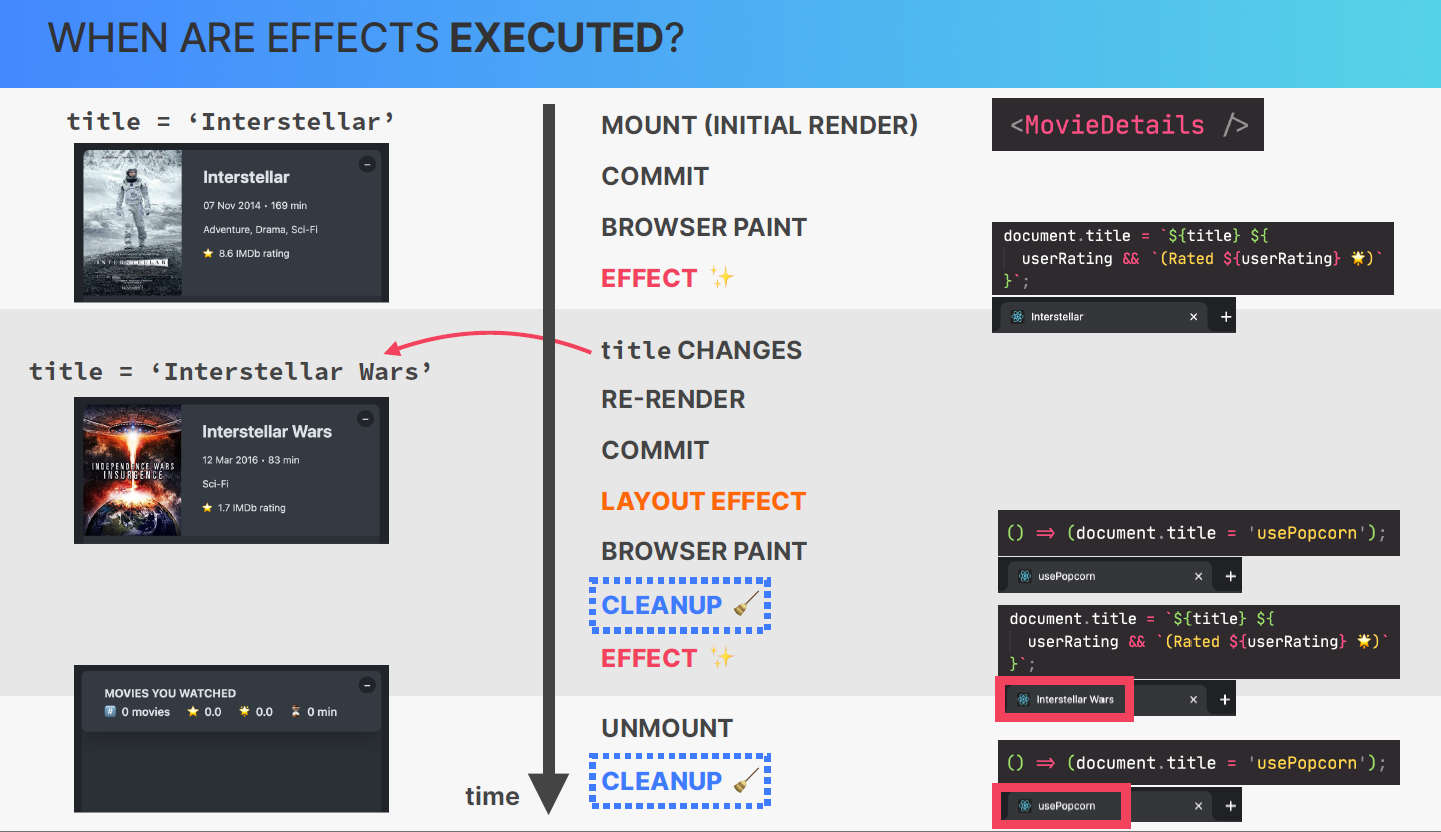 WHEN ARE EFFECTS EXECUTED?
title = ‘Interstellar’
Interstellar
07 Nov 2014 • 169 min
Adventure, Drama, Sci-Fi
⭐ 8.6 IMDb rating
INTERSTELLAR
MOUNT (INITIAL RENDER)
COMMIT
BROWSER PAINT
EFFECT ✨
<MovieDetails />
document.title = `${title} ${
userRating && `(Rated ${userRating} 🌟)`
}`;
Interstellar × +
title = ‘Interstellar Wars’
Interstellar Wars
12 Mar 2016 • 83 min
Sci-Fi
⭐ 1.7 IMDb rating
INDEPENDENCE WARS
INSURGENCE
title CHANGES
RE-RENDER
COMMIT
LAYOUT EFFECT
BROWSER PAINT
CLEANUP 🧹
EFFECT ✨
() => (document.title = 'usePopcorn');
usePopcorn × +
document.title = `${title} ${
userRating && `(Rated ${userRating} 🌟)`
}`;
Interstellar Wars × +
MOVIES YOU WATCHED
#️⃣ 0 movies ⭐ 0.0 🌟 0.0 ⏳ 0 min
UNMOUNT
CLEANUP 🧹
time
() => (document.title = 'usePopcorn');
usePopcorn × +